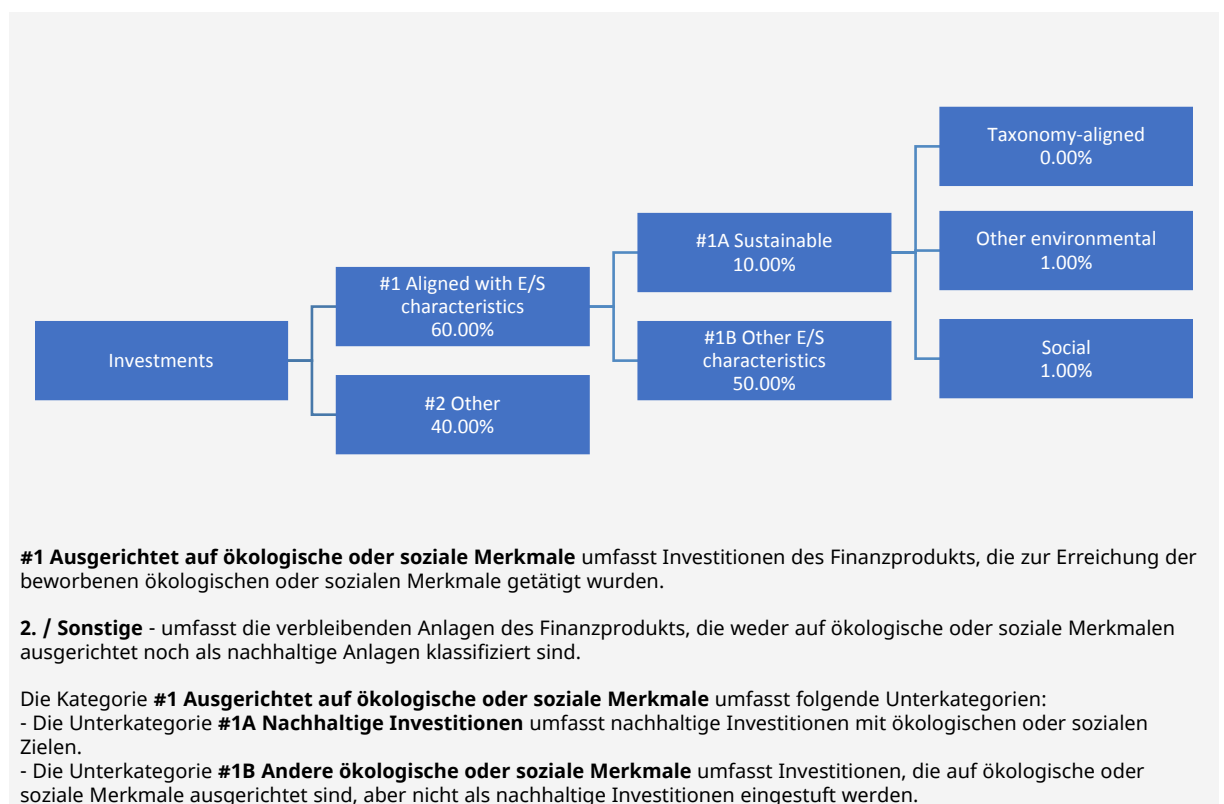 Taxonomy-aligned
0.00%
#1A Sustainable
10.00%
Other environmental
1.00%
#1 Aligned with E/S
characteristics
60.00%
Investments
#1B Other E/S
characteristics
50.00%
Social
1.00%
#2 Other
40.00%
#1 Ausgerichtet auf ökologische oder soziale Merkmale umfasst Investitionen des Finanzprodukts, die zur Erreichung der
beworbenen ökologischen oder sozialen Merkmale getätigt wurden.
2. / Sonstige - umfasst die verbleibenden Anlagen des Finanzprodukts, die weder auf ökologische oder soziale Merkmalen
ausgerichtet noch als nachhaltige Anlagen klassifiziert sind.
Die Kategorie #1 Ausgerichtet auf ökologische oder soziale Merkmale umfasst folgende Unterkategorien:
- Die Unterkategorie #1A Nachhaltige Investitionen umfasst nachhaltige Investitionen mit ökologischen oder sozialen
Zielen.
- Die Unterkategorie #1B Andere ökologische oder soziale Merkmale umfasst Investitionen, die auf ökologische oder
soziale Merkmale ausgerichtet sind, aber nicht als nachhaltige Investitionen eingestuft werden.